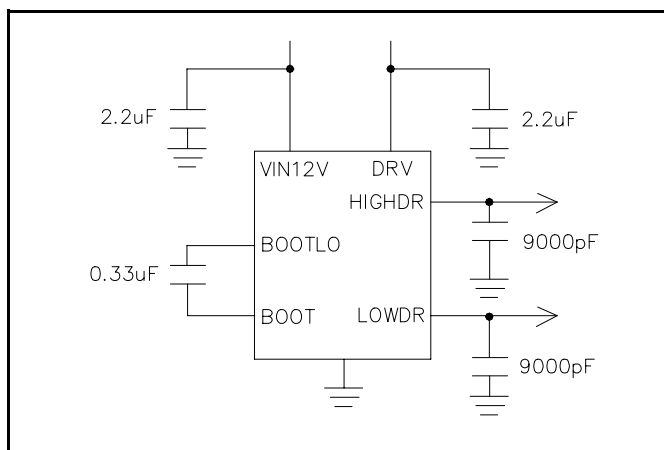 2.2uF
2.2uF
VIN12V
DRV
HIGHDR
9000pF
BOOTLO
0.33uF
BOOT
LOWDR
9000pF